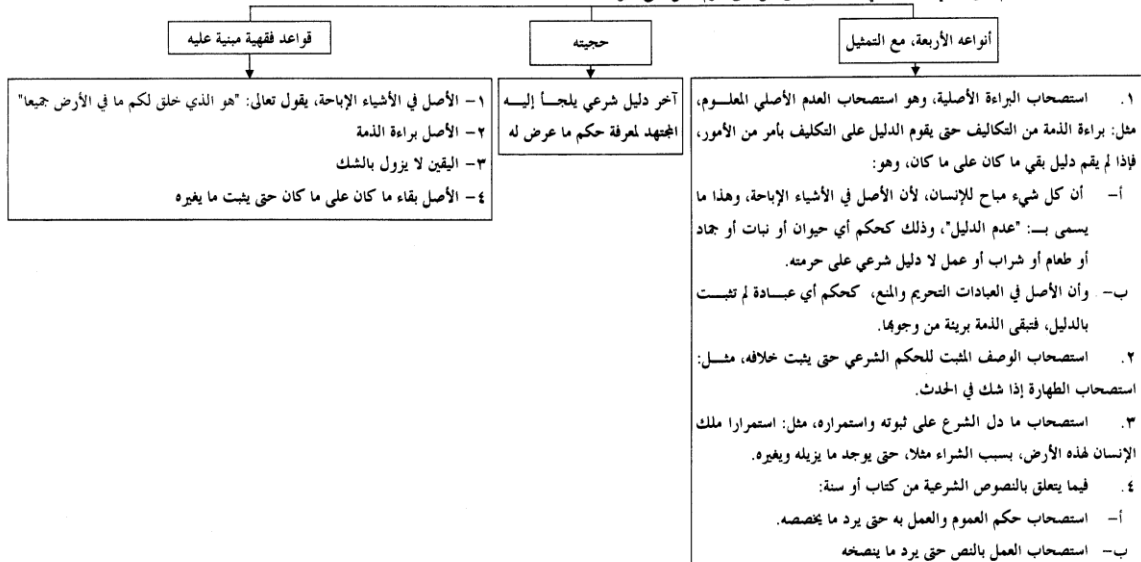 أنواعه الأربعة، مع التمثيل
حجيته
قواعد فقهية مبنية عليه
١. استصحاب البراءة الأصلية، وهو استصحاب العدم الأصلي المعلوم،
مثل: براءة الذمة من التكاليف حتى يقوم الدليل على التكليف بأمر من الأمور،
فإذا لم يقم دليل بقي ما كان على ما كان، وهو:
أ- أن كل شيء مباح للإنسان، لأن الأصل في الأشياء الإباحة، وهذا ما
يسمى بـ: "عدم الدليل"، وذلك كحكم أي حيوان أو نبات أو جماد
أو طعام أو شراب أو عمل لا دليل شرعي على حرمته.
ب- وأن الأصل في العبادات التحريم والمنع، كحكم أي عبادة لم تثبت
بالدليل، فتبقى الذمة بريئة من وجوبها.
٢. استصحاب الوصف المثبت للحكم الشرعي حتى يثبت خلافه، مثل:
استصحاب الطهارة إذا شك في الحدث.
٣. استصحاب ما دل الشرع على ثبوته واستمراره، مثل: استمرارا ملك
الإنسان لهذه الأرض، بسبب الشراء مثلا، حتى يوجد ما يزيله ويغيره.
٤. فيما يتعلق بالنصوص الشرعية من كتاب أو سنة:
أ- استصحاب حكم العموم والعمل به حتى يرد ما يخصصه.
ب- استصحاب العمل بالنص حتى يرد ما ينصخه
آخر دليل شرعي يلجأ إليه
المجتهد لمعرفة حكم ما عرض له
١- الأصل في الأشياء الإباحة، يقول تعالى: "هو الذي خلق لكم ما في الأرض جميعا"
٢- الأصل براءة الذمة
٣- اليقين لا يزول بالشك
٤- الأصل بقاء ما كان على ما كان حتى يثبت ما يغيره